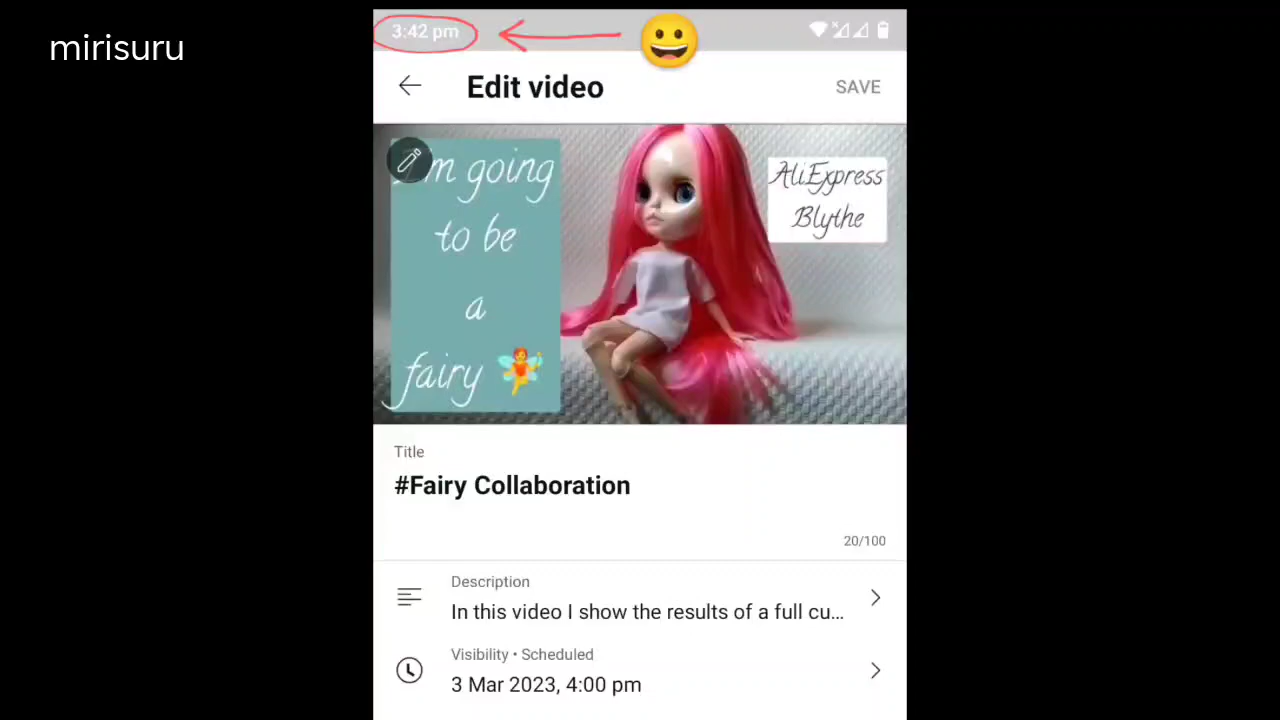 mirisuru
3:42 pm
Edit video
SAVE
I'm going
to be
a
fairy
AliExpress
Blythe
Title
#Fairy Collaboration
20/100
Description
In this video I show the results of a full cu...
Visibility • Scheduled
3 Mar 2023, 4:00 pm